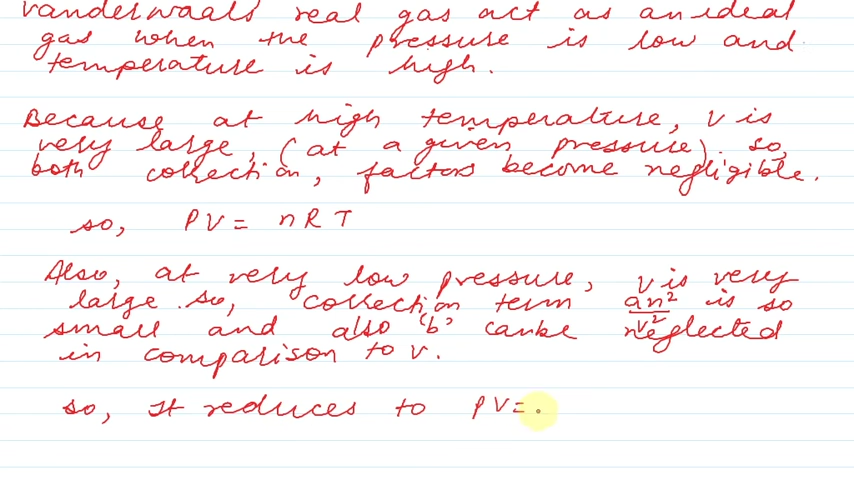 vanderwaals real gas act as an ideal
gas when the pressure is low and
temperature is high.
Because at high temperature, V is
very large, (at a given pressure). so,
both correction, factors become negligible.
so, PV = nRT
Also, at very low pressure, V is very
large. so, correction term an²/v² is so
small and also 'b' can be neglected
in comparison to v.
so, It reduces to PV =